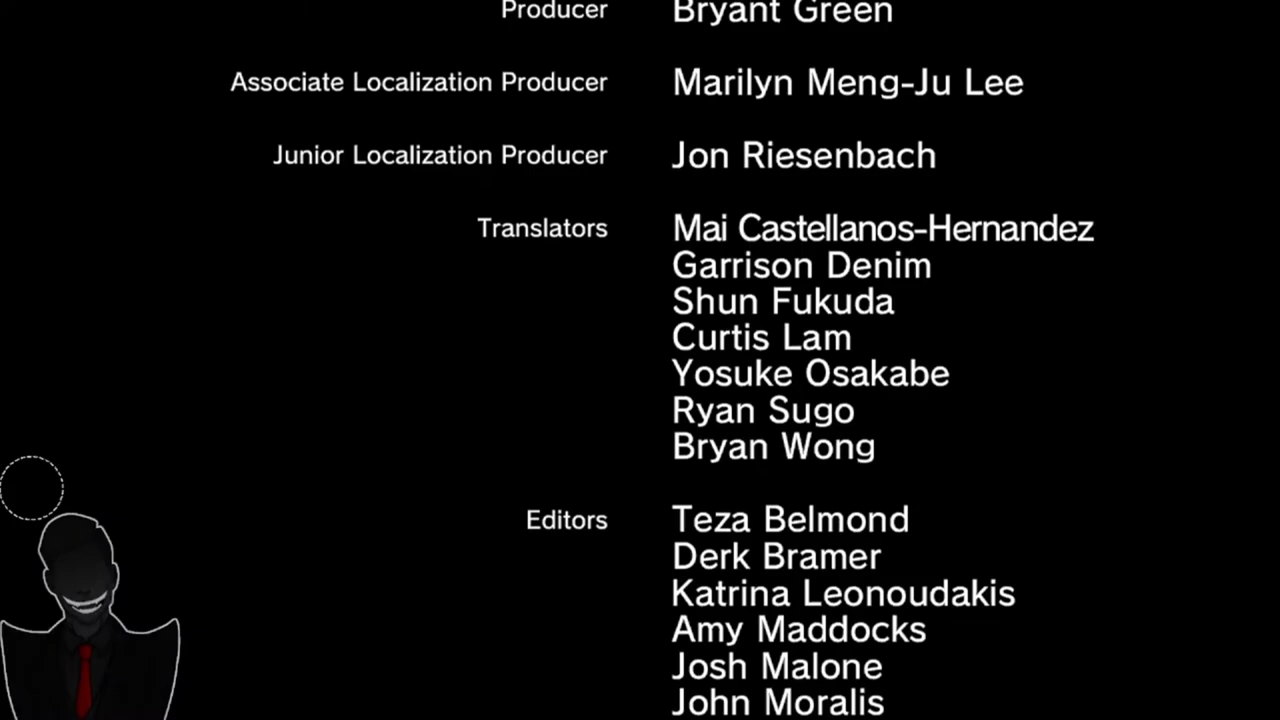 Producer Bryant Green
Associate Localization Producer Marilyn Meng-Ju Lee
Junior Localization Producer Jon Riesenbach
Translators Mai Castellanos-Hernandez
Garrison Denim
Shun Fukuda
Curtis Lam
Yosuke Osakabe
Ryan Sugo
Bryan Wong
Editors Teza Belmond
Derk Bramer
Katrina Leonoudakis
Amy Maddocks
Josh Malone
John Moralis